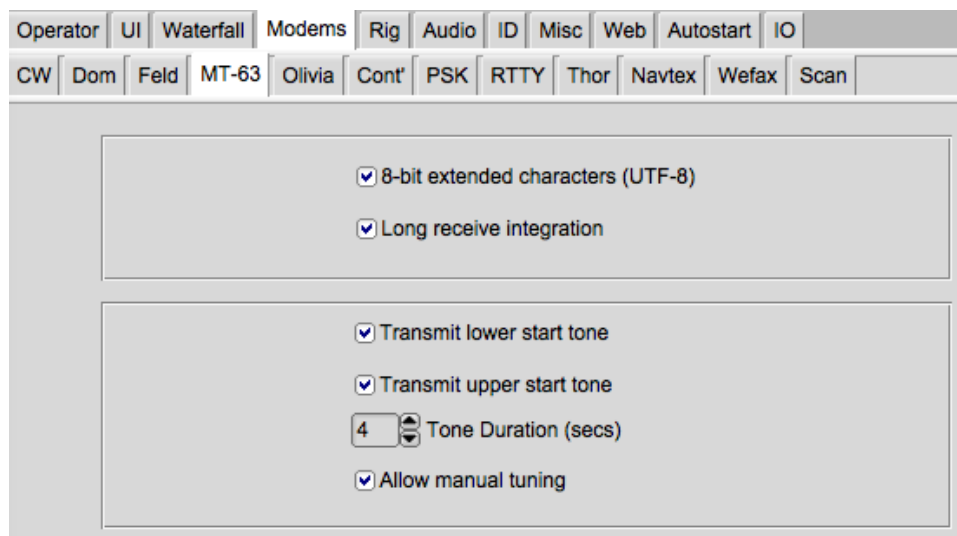 Operator UI Waterfall Modems Rig Audio ID Misc Web Autostart IO
CW Dom Feld MT-63 Olivia Cont' PSK RTTY Thor Navtex Wefax Scan
8-bit extended characters (UTF-8)
Long receive integration
Transmit lower start tone
Transmit upper start tone
4 Tone Duration (secs)
Allow manual tuning